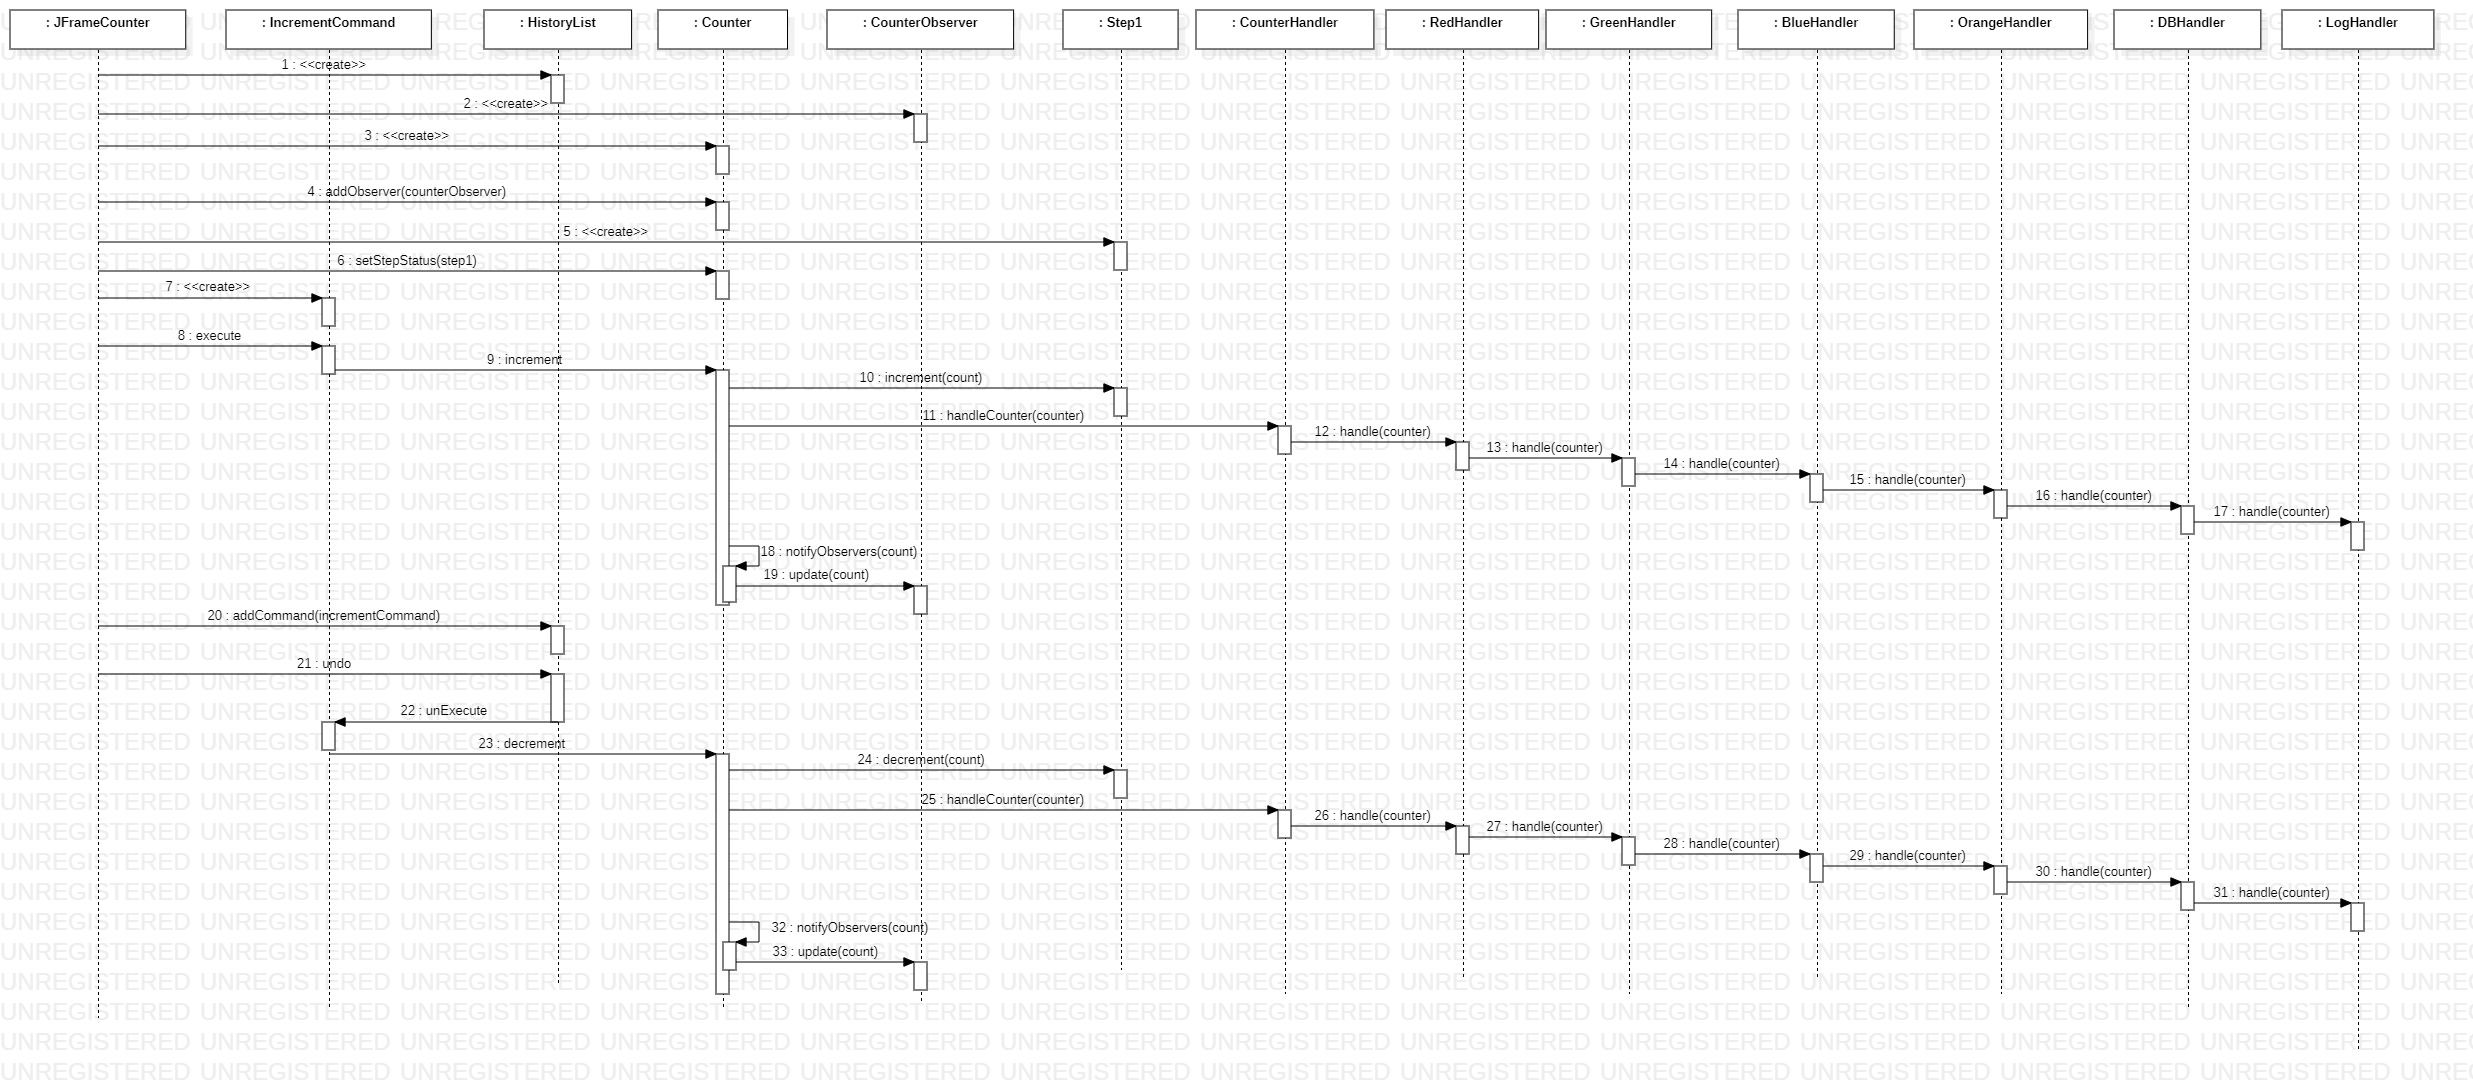 : JFrameCounter
: IncrementCommand
: HistoryList
: Counter
: CounterObserver
: Step1
: CounterHandler
: RedHandler
: GreenHandler
: BlueHandler
: OrangeHandler
: DBHandler
: LogHandler
1 : <<create>>
2 : <<create>>
3 : <<create>>
4 : addObserver(counterObserver)
5 : <<create>>
6 : setStepStatus(step1)
7 : <<create>>
8 : execute
9 : increment
10 : increment(count)
11 : handleCounter(counter)
12 : handle(counter)
13 : handle(counter)
14 : handle(counter)
15 : handle(counter)
16 : handle(counter)
17 : handle(counter)
18 : notifyObservers(count)
19 : update(count)
20 : addCommand(incrementCommand)
21 : undo
22 : unExecute
23 : decrement
24 : decrement(count)
25 : handleCounter(counter)
26 : handle(counter)
27 : handle(counter)
28 : handle(counter)
29 : handle(counter)
30 : handle(counter)
31 : handle(counter)
32 : notifyObservers(count)
33 : update(count)
UNREGISTERED UNREGISTERED UNREGISTERED UNREGISTERED UNREGISTERED UNREGISTERED UNREGISTERED UNREGISTERED UNREGISTERED UNREGISTERED UNREGISTERED UNREGISTERED